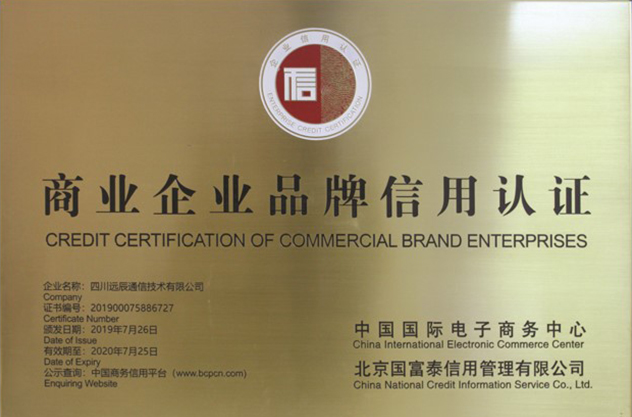 企业信用认证
信
ENTERPRISE CREDIT CERTIFICATION
商业企业品牌信用认证
CREDIT CERTIFICATION OF COMMERCIAL BRAND ENTERPRISES
企业名称：四川远辰通信技术有限公司
Company
证书编号：201900075886727
Certificate Number
颁发日期：2019年7月26日
Date of Issue
有效期至：2020年7月25日
Date of Expiry
公示查询：中国商务信用平台（www.bcpcn.com）
Enquiring Website
中国国际电子商务中心
China International Electronic Commerce Center
北京国富泰信用管理有限公司
China National Credit Information Service Co., Ltd.